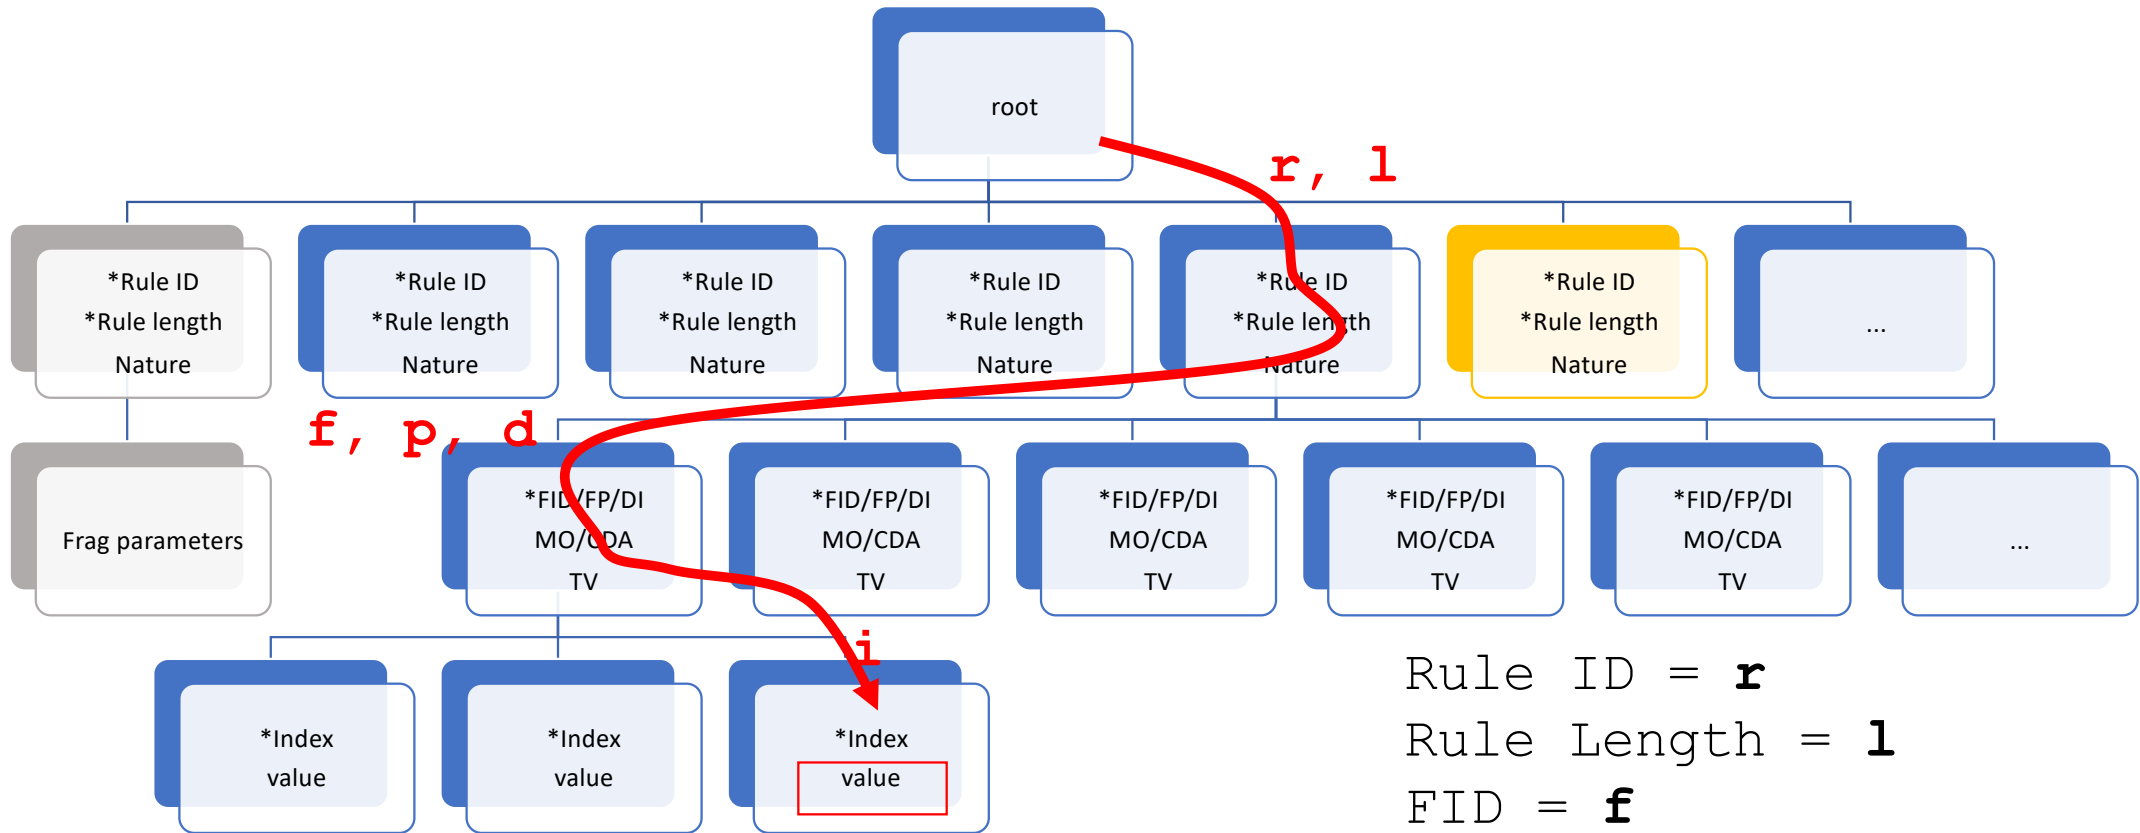 root
r, l
*Rule ID
*Rule length
Nature
*Rule ID
*Rule length
Nature
*Rule ID
*Rule length
Nature
*Rule ID
*Rule length
Nature
*Rule ID
*Rule length
Nature
*Rule ID
*Rule length
Nature
...
f, p, d
Frag parameters
*FID/FP/DI
MO/CDA
TV
*FID/FP/DI
MO/CDA
TV
*FID/FP/DI
MO/CDA
TV
*FID/FP/DI
MO/CDA
TV
*FID/FP/DI
MO/CDA
TV
...
i
*Index
value
*Index
value
*Index
value
Rule ID = r
Rule Length = l
FID = f